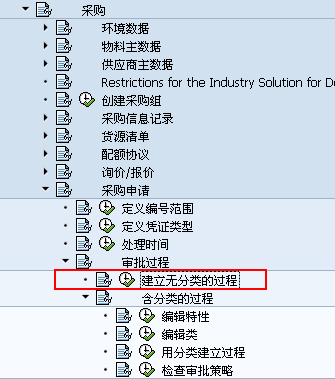 采购
环境数据
物料主数据
供应商主数据
Restrictions for the Industry Solution for De
创建采购组
采购信息记录
货源清单
配额协议
询价/报价
采购申请
定义编号范围
定义凭证类型
处理时间
审批过程
建立无分类的过程
含分类的过程
编辑特性
编辑类
用分类建立过程
检查审批策略